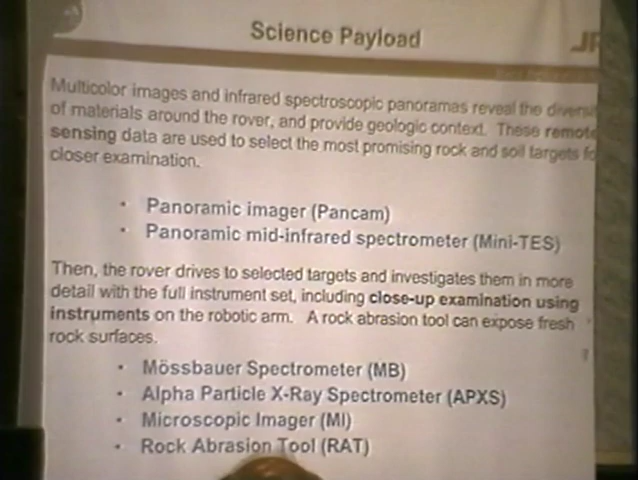 Science Payload
Multicolor images and infrared spectroscopic panoramas reveal the
of materials around the rover, and provide geologic context. These remote
sensing data are used to select the most promising rock and soil targets
closer examination.
• Panoramic imager (Pancam)
• Panoramic mid-infrared spectrometer (Mini-TES)
Then, the rover drives to selected targets and investigates them in more
detail with the full instrument set, including close-up examination using
instruments on the robotic arm. A rock abrasion tool can expose fresh
rock surfaces.
• Mössbauer Spectrometer (MB)
• Alpha Particle X-Ray Spectrometer (APXS)
• Microscopic Imager (MI)
• Rock Abrasion Tool (RAT)